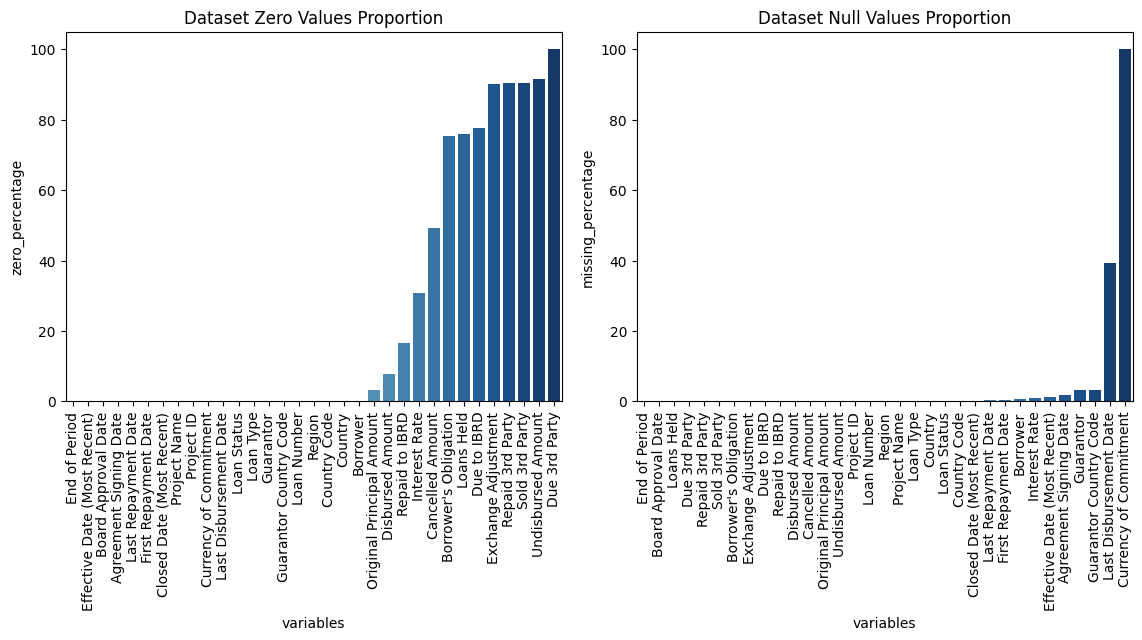 Dataset Zero Values Proportion
100
80
60
40
20
0
zero_percentage
End of Period
Effective Date (Most Recent)
Board Approval Date
Agreement Signing Date
Last Repayment Date
First Repayment Date
Closed Date (Most Recent)
Project Name
Project ID
Currency of Commitment
Last Disbursement Date
Loan Status
Loan Type
Guarantor
Guarantor Country Code
Loan Number
Region
Country Code
Country
Borrower
Original Principal Amount
Disbursed Amount
Repaid to IBRD
Interest Rate
Cancelled Amount
Borrower's Obligation
Loans Held
Due to IBRD
Exchange Adjustment
Repaid 3rd Party
Sold 3rd Party
Undisbursed Amount
Due 3rd Party
variables
Dataset Null Values Proportion
100
80
60
40
20
0
missing_percentage
End of Period
Board Approval Date
Loans Held
Due 3rd Party
Repaid 3rd Party
Sold 3rd Party
Borrower's Obligation
Exchange Adjustment
Due to IBRD
Repaid to IBRD
Disbursed Amount
Cancelled Amount
Original Principal Amount
Undisbursed Amount
Project ID
Loan Number
Region
Project Name
Loan Type
Country
Loan Status
Country Code
Closed Date (Most Recent)
Last Repayment Date
First Repayment Date
Borrower
Interest Rate
Effective Date (Most Recent)
Agreement Signing Date
Guarantor
Guarantor Country Code
Last Disbursement Date
Currency of Commitment
variables